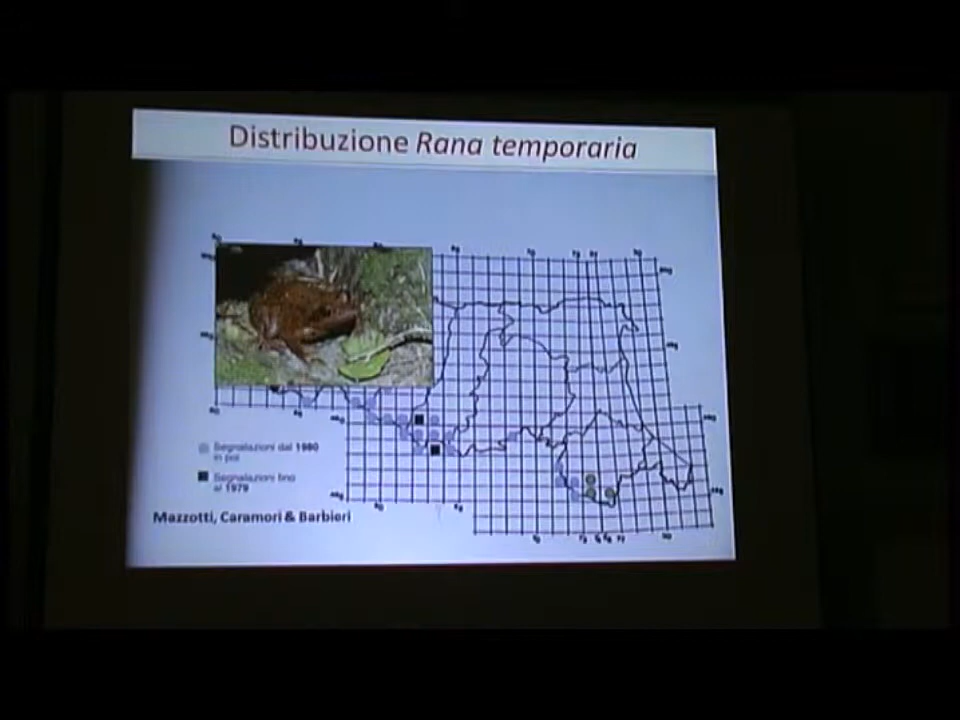 Distribuzione Rana temporaria
Segnalazioni dal 1980
in poi
Segnalazioni fino
al 1979
Mazzotti, Caramori & Barbieri